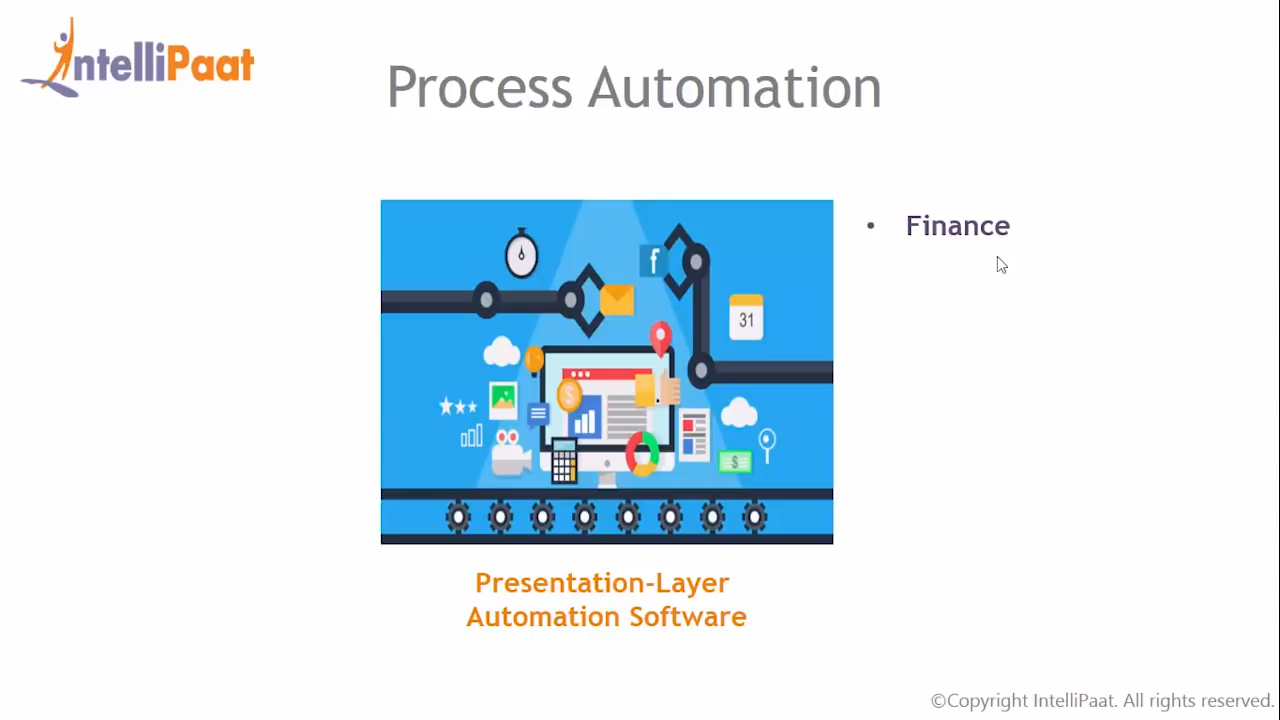 IntelliPaat
Process Automation
• Finance
f
31
$
$
Presentation-Layer
Automation Software
©Copyright IntelliPaat. All rights reserved.